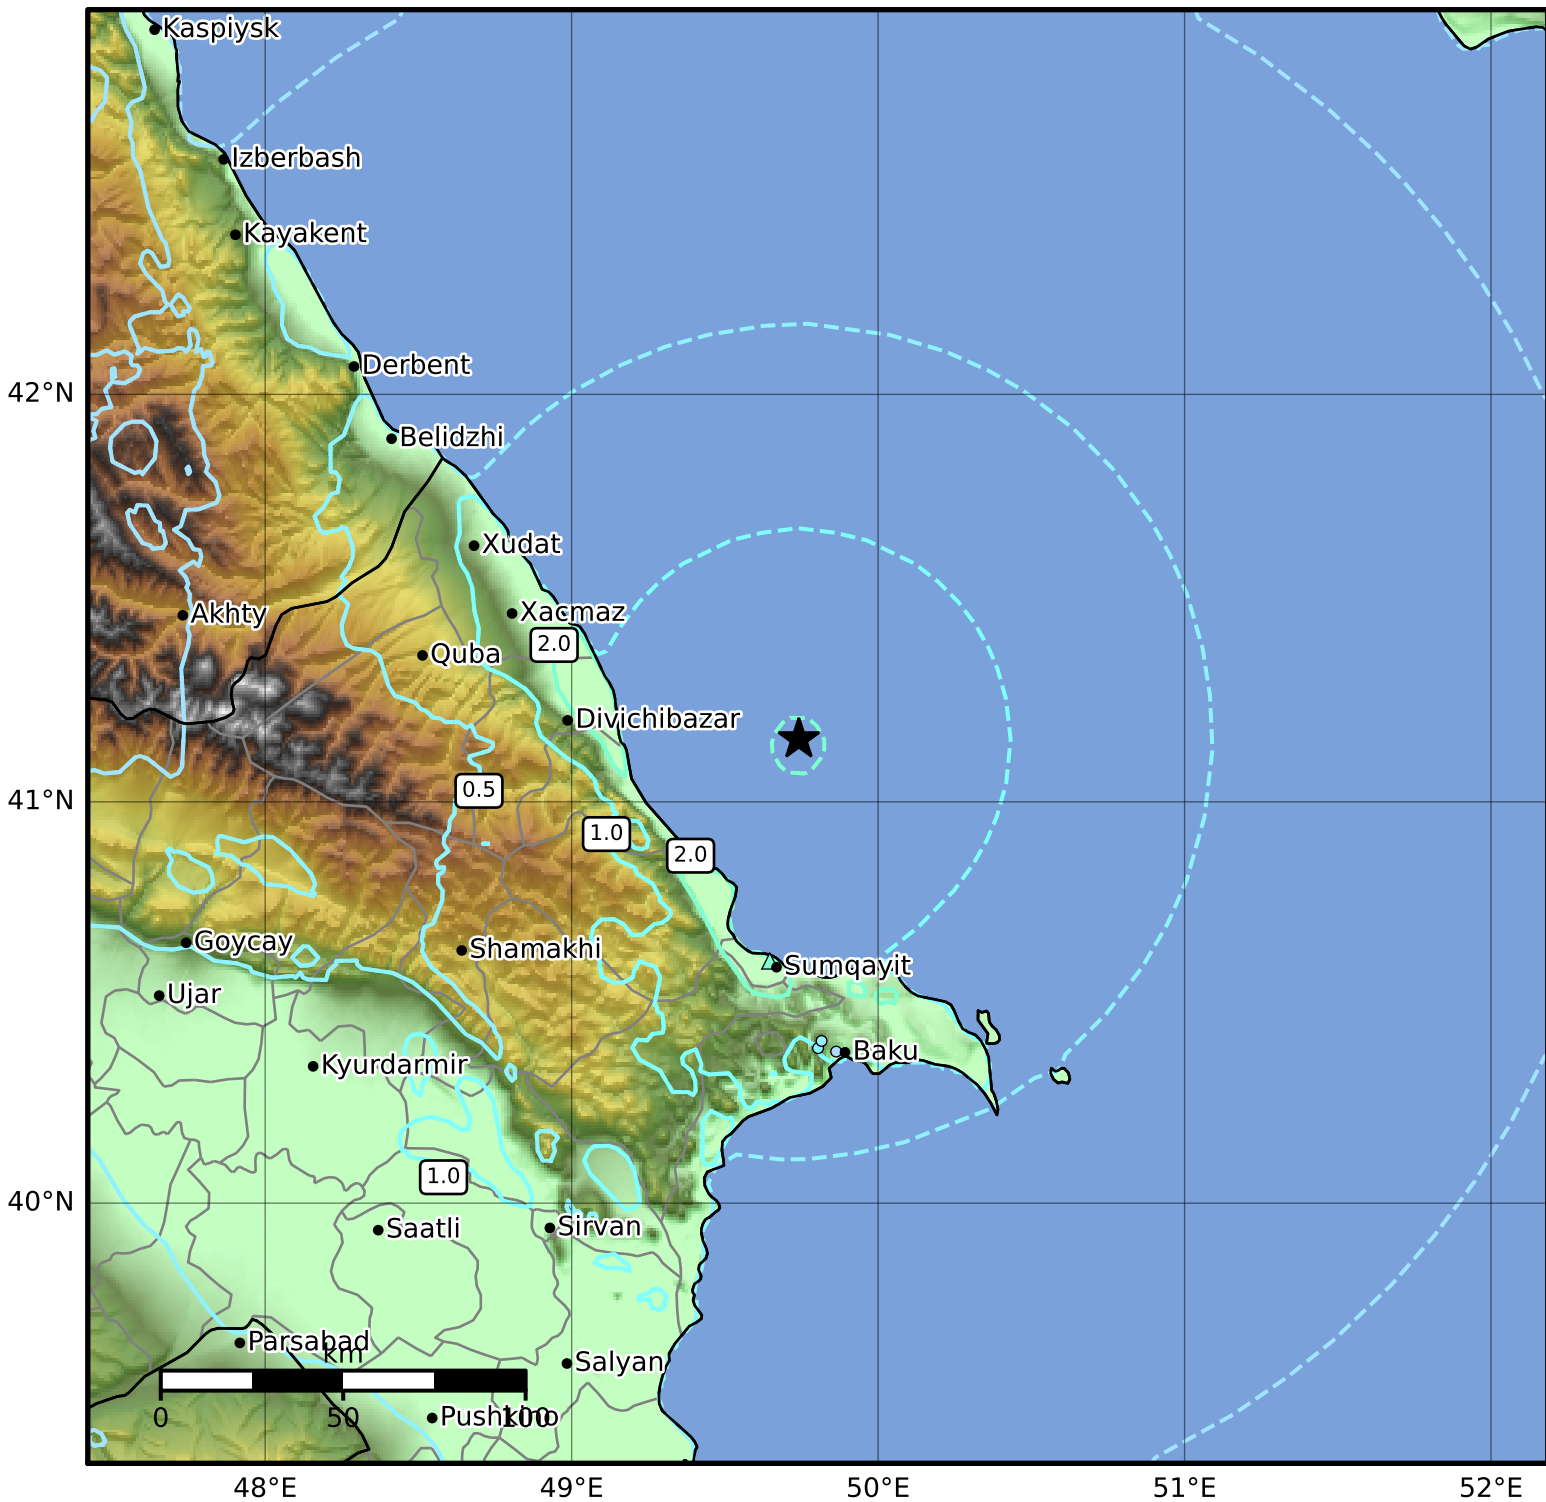 Kaspiysk
Izberbash
Kayakent
Derbent
42°N
Belidzhi
Xudat
Akhty
Xacmaz
2.0
Quba
Divichibazar
0.5
41°N
1.0
2.0
Goycay
Shamakhi
Sumqayit
Ujar
Kyurdarmir
Baku
1.0
40°N
Saatli
Sirvan
Parsabad
km
Salyan
0 50 100
Pushkino
48°E 49°E 50°E 51°E 52°E